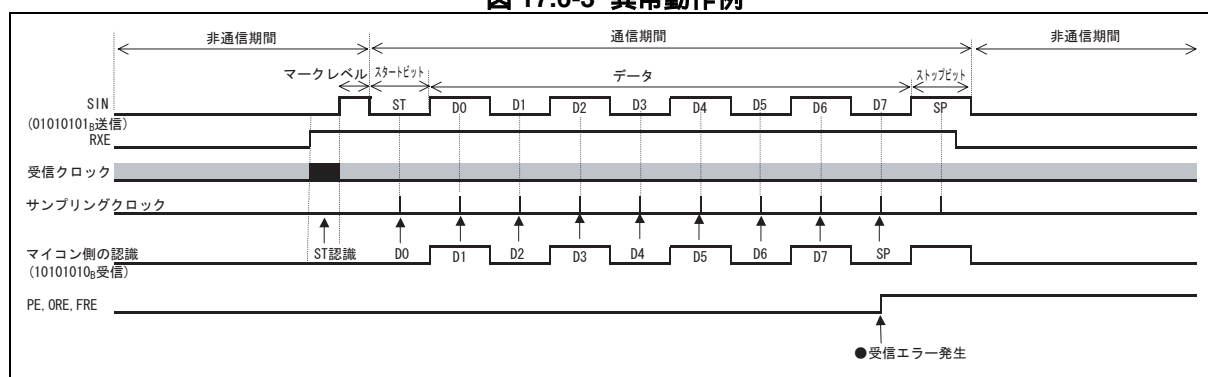 図 17.6-3 異常動作例
非通信期間 通信期間 非通信期間
マークレベル スタートビット データ ストップビット
SIN ST D0 D1 D2 D3 D4 D5 D6 D7 SP
(01010101B送信)
RXE
受信クロック
サンプリングクロック
マイコン側の認識 ST認識 D0 D1 D2 D3 D4 D5 D6 D7 SP
(10101010B受信)
PE, ORE, FRE
●受信エラー発生